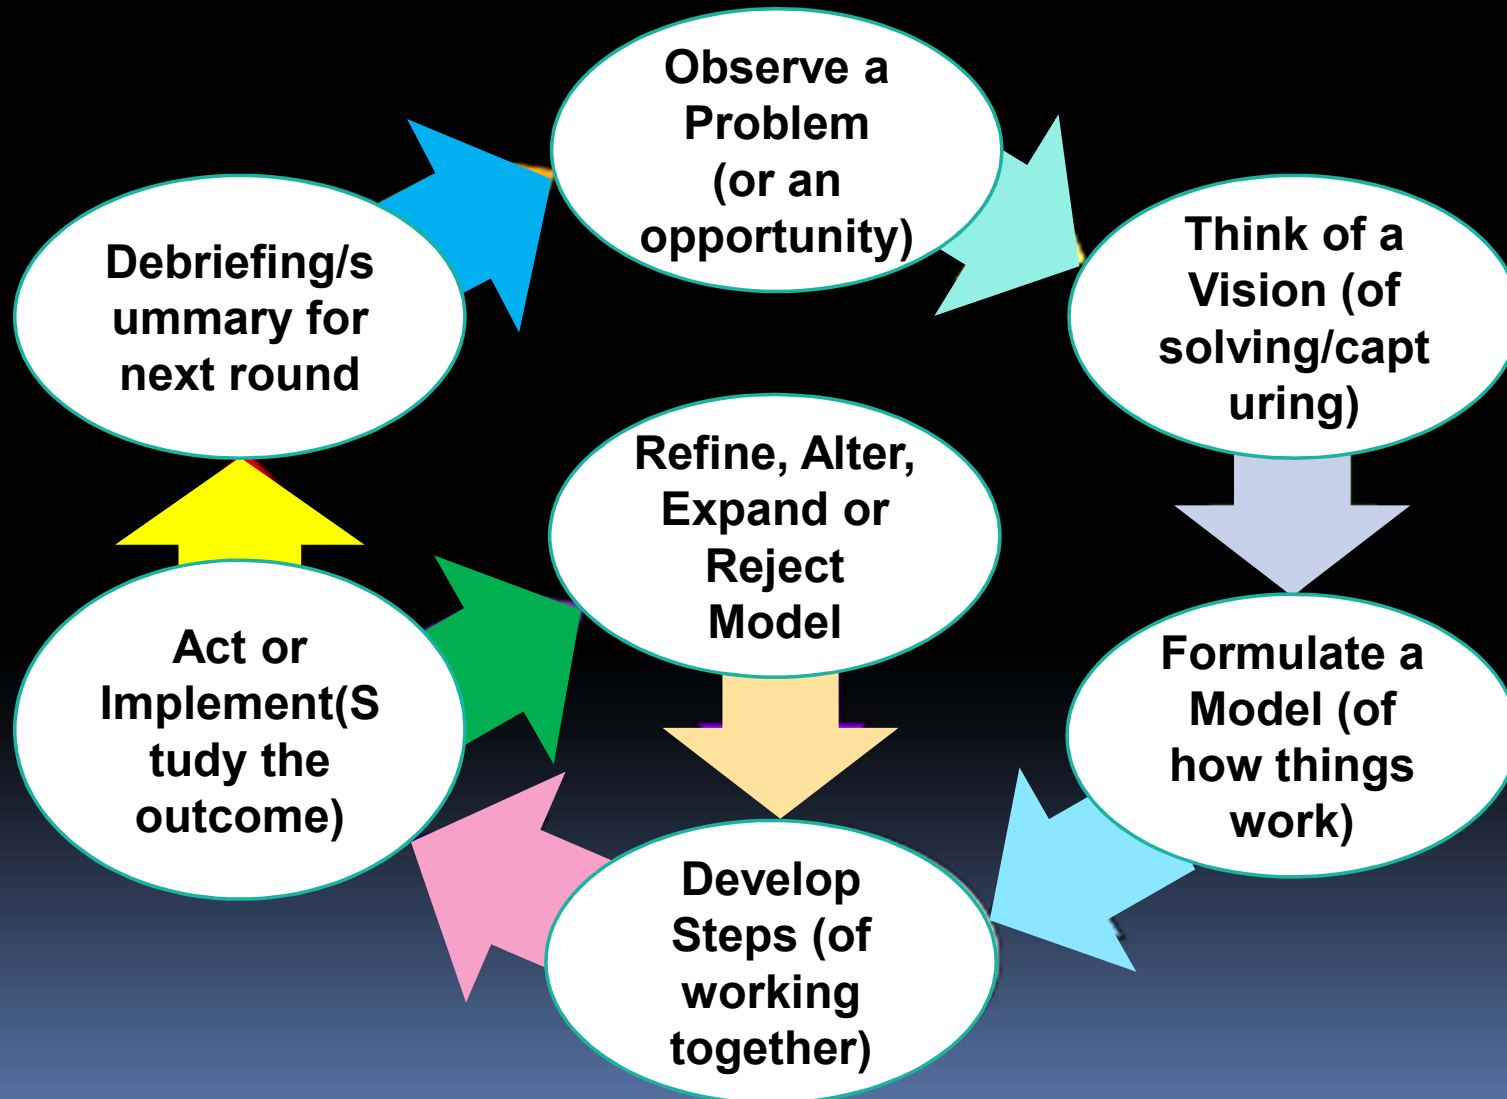 Observe a
Problem
(or an
opportunity)
Think of a
Vision (of
solving/capt
uring)
Formulate a
Model (of
how things
work)
Develop
Steps (of
working
together)
Act or
Implement(S
tudy the
outcome)
Refine, Alter,
Expand or
Reject
Model
Debriefing/s
ummary for
next round